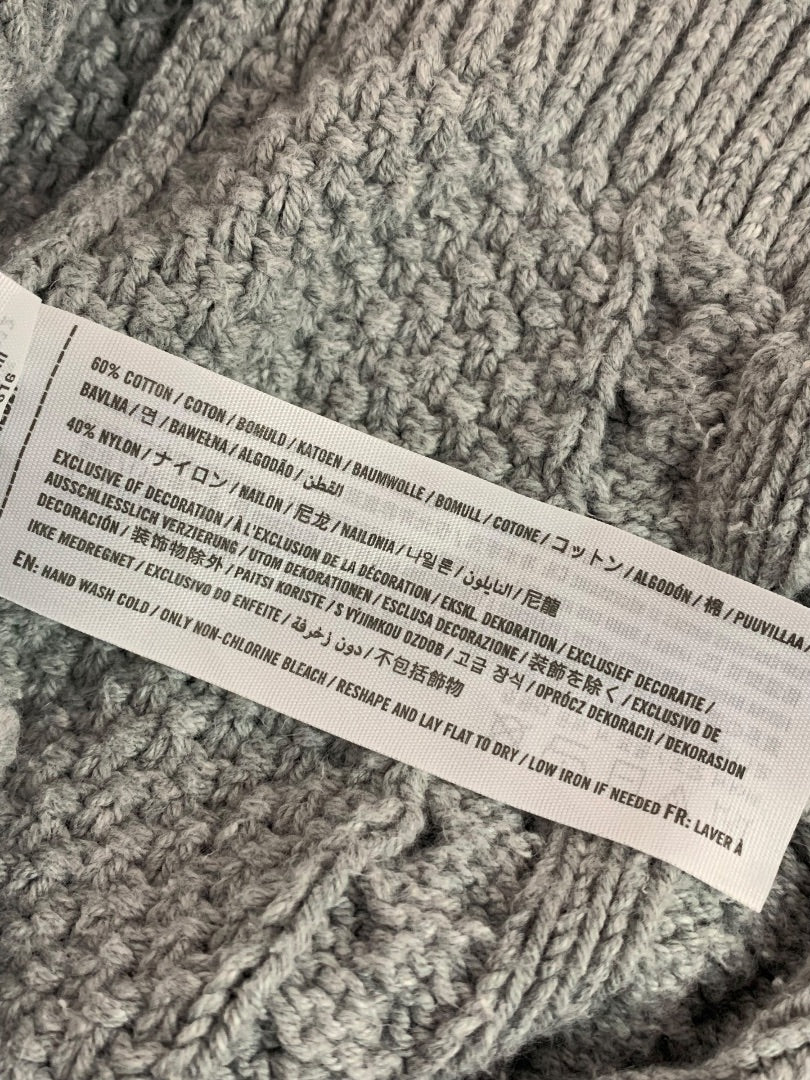 60% COTTON / COTON / BOMULD / KATOEN / BAUMWOLLE / BOMULL / COTONE / コットン / ALGODÓN / 棉 / PUUVILLAA /
BAVLNA / 면 / BAWEŁNA / ALGODÃO / القطن
40% NYLON / ナイロン / NAILON / 尼龙 / NAILONIA / 나일론 / النايلون / 尼龍
EXCLUSIVE OF DECORATION / À L'EXCLUSION DE LA DÉCORATION / EKSKL. DEKORATION / EXCLUSIEF DECORATIE /
AUSSCHLIESSLICH VERZIERUNG / UTOM DEKORATIONEN / ESCLUSA DECORAZIONE / 装飾を除く / EXCLUSIVO DE
DECORACIÓN / 装饰物除外 / PAITSI KORISTE / S VÝJIMKOU OZDOB / 고급 장식 / OPRÓCZ DEKORACJI / DEKORASJON
IKKE MEDREGNET / EXCLUSIVO DO ENFEITE / دون زخرفة / 不包括飾物
EN: HAND WASH COLD / ONLY NON-CHLORINE BLEACH / RESHAPE AND LAY FLAT TO DRY / LOW IRON IF NEEDED FR: LAVER À